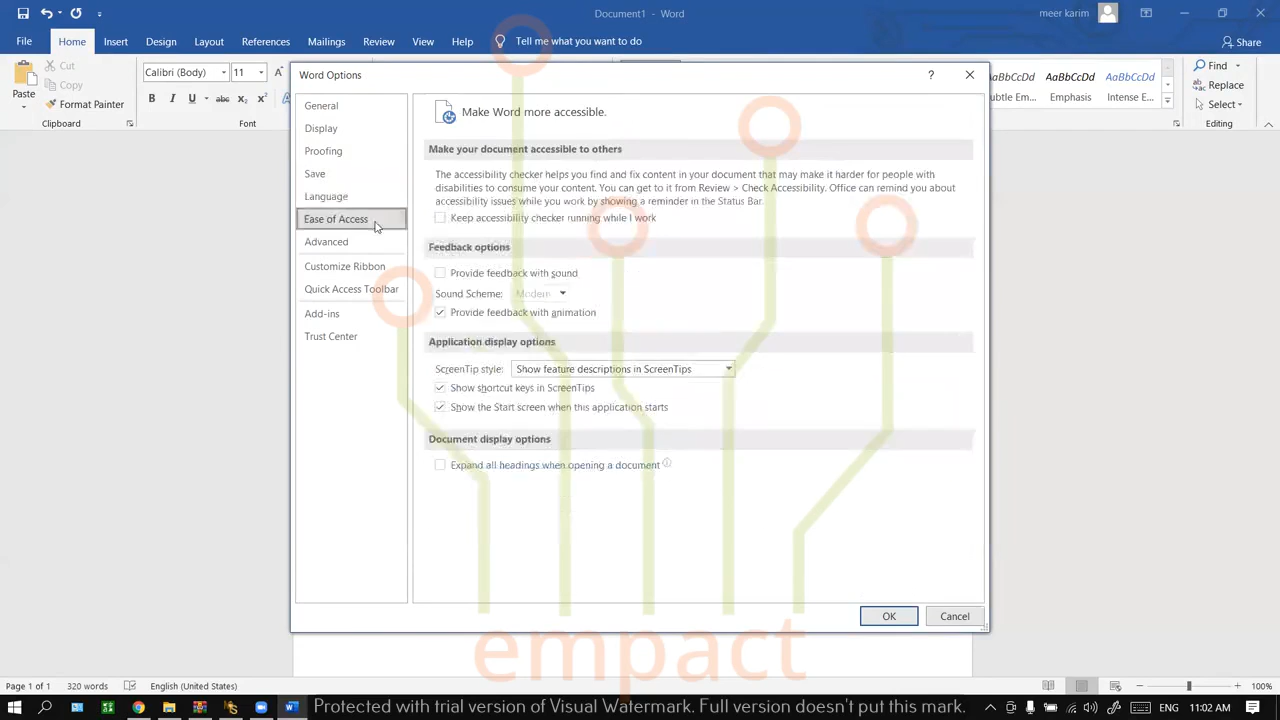 Document1 - Word
meer karim
File Home Insert Design Layout References Mailings Review View Help Tell me what you want to do Share
Paste
Cut
Copy
Format Painter
Clipboard
Calibri (Body) 11
B I U abc x₂ x²
Font
AaBbCcDd AaBbCcDd AaBbCcDd
Subtle Em... Emphasis Intense E...
Find
Replace
Select
Editing
Word Options
General
Display
Proofing
Save
Language
Ease of Access
Advanced
Customize Ribbon
Quick Access Toolbar
Add-ins
Trust Center
Make Word more accessible.
Make your document accessible to others
The accessibility checker helps you find and fix content in your document that may make it harder for people with
disabilities to consume your content. You can get to it from Review > Check Accessibility. Office can remind you about
accessibility issues while you work by showing a reminder in the Status Bar.
Keep accessibility checker running while I work
Feedback options
Provide feedback with sound
Sound Scheme: Modern
Provide feedback with animation
Application display options
ScreenTip style: Show feature descriptions in ScreenTips
Show shortcut keys in ScreenTips
Show the Start screen when this application starts
Document display options
Expand all headings when opening a document
OK Cancel
empact
Page 1 of 1 320 words English (United States) 100%
Protected with trial version of Visual Watermark. Full version doesn't put this mark.
ENG 11:02 AM